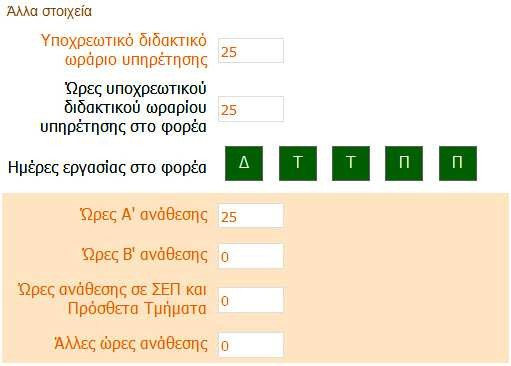 Άλλα στοιχεία
Υποχρεωτικό διδακτικό
ωράριο υπηρέτησης
25
Ώρες υποχρεωτικού
διδακτικού ωραρίου
υπηρέτησης στο φορέα
25
Ημέρες εργασίας στο φορέα
Δ Τ Τ Π Π
Ώρες Α' ανάθεσης 25
Ώρες Β' ανάθεσης 0
Ώρες ανάθεσης σε ΣΕΠ και
Πρόσθετα Τμήματα
0
Άλλες ώρες ανάθεσης 0